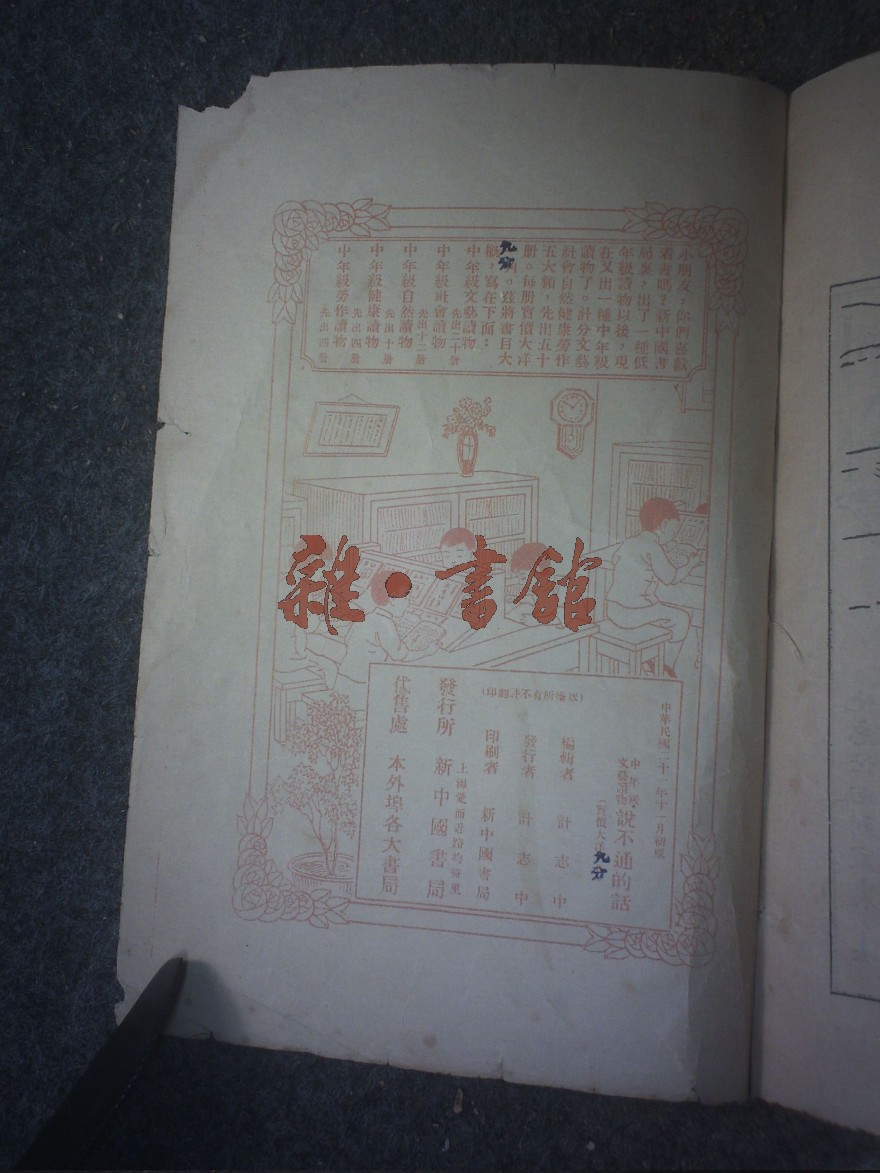 小朋友，你們喜歡
看書嗎？新中國書
局裏，出了一種低
年級讀物以後，現
在又出一種中年級
讀物了。計分文藝
社會自然健康勞作
五大類，先出五十
册。每册實價大洋
九分。茲將書目大
概，寫在下面：
中年級文藝讀物
先出二十册
中年級社會讀物
先出十二册
中年級自然讀物
先出十册
中年級健康讀物
先出四册
中年級勞作讀物
先出四册
雜·書館
中華民國二十一年十一月初版
中年級文藝讀物 說不通的話
實價大洋九分
(版權所有不許翻印)
編輯者 計志中
發行者 計志中
印刷者 新中國書局
上海愛而近路均益里
發行所 新中國書局
代售處 本外埠各大書局